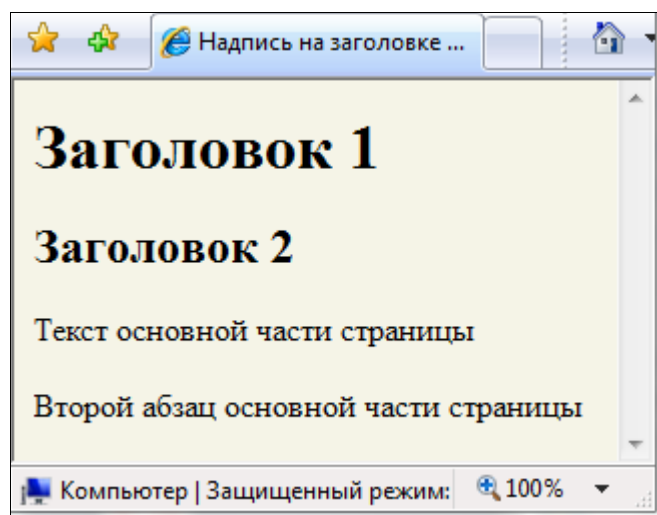 Надпись на заголовке ...
Заголовок 1
Заголовок 2
Текст основной части страницы
Второй абзац основной части страницы
Компьютер | Защищенный режим: 100%